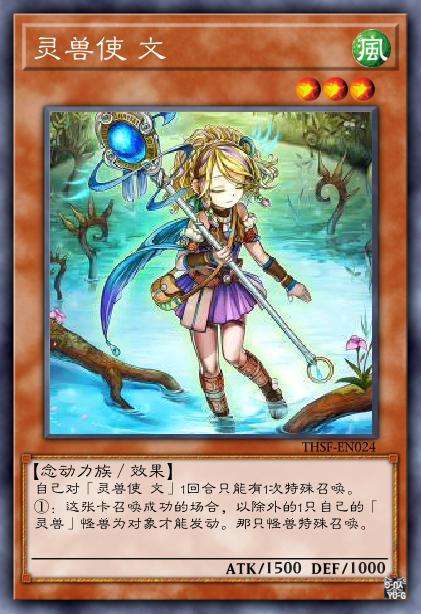 灵兽使 文
風
THSF-EN024
【念动力族／效果】
自己对「灵兽使 文」1回合只能有1次特殊召唤。
①：这张卡召唤成功的场合，以除外的1只自己的「
灵兽」怪兽为对象才能发动。那只怪兽特殊召唤。
ATK/1500 DEF/1000